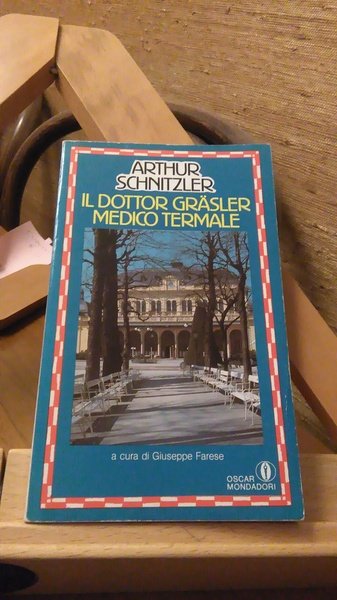 ARTHUR
SCHNITZLER
IL DOTTOR GRÄSLER
MEDICO TERMALE
a cura di Giuseppe Farese
OSCAR
MONDADORI